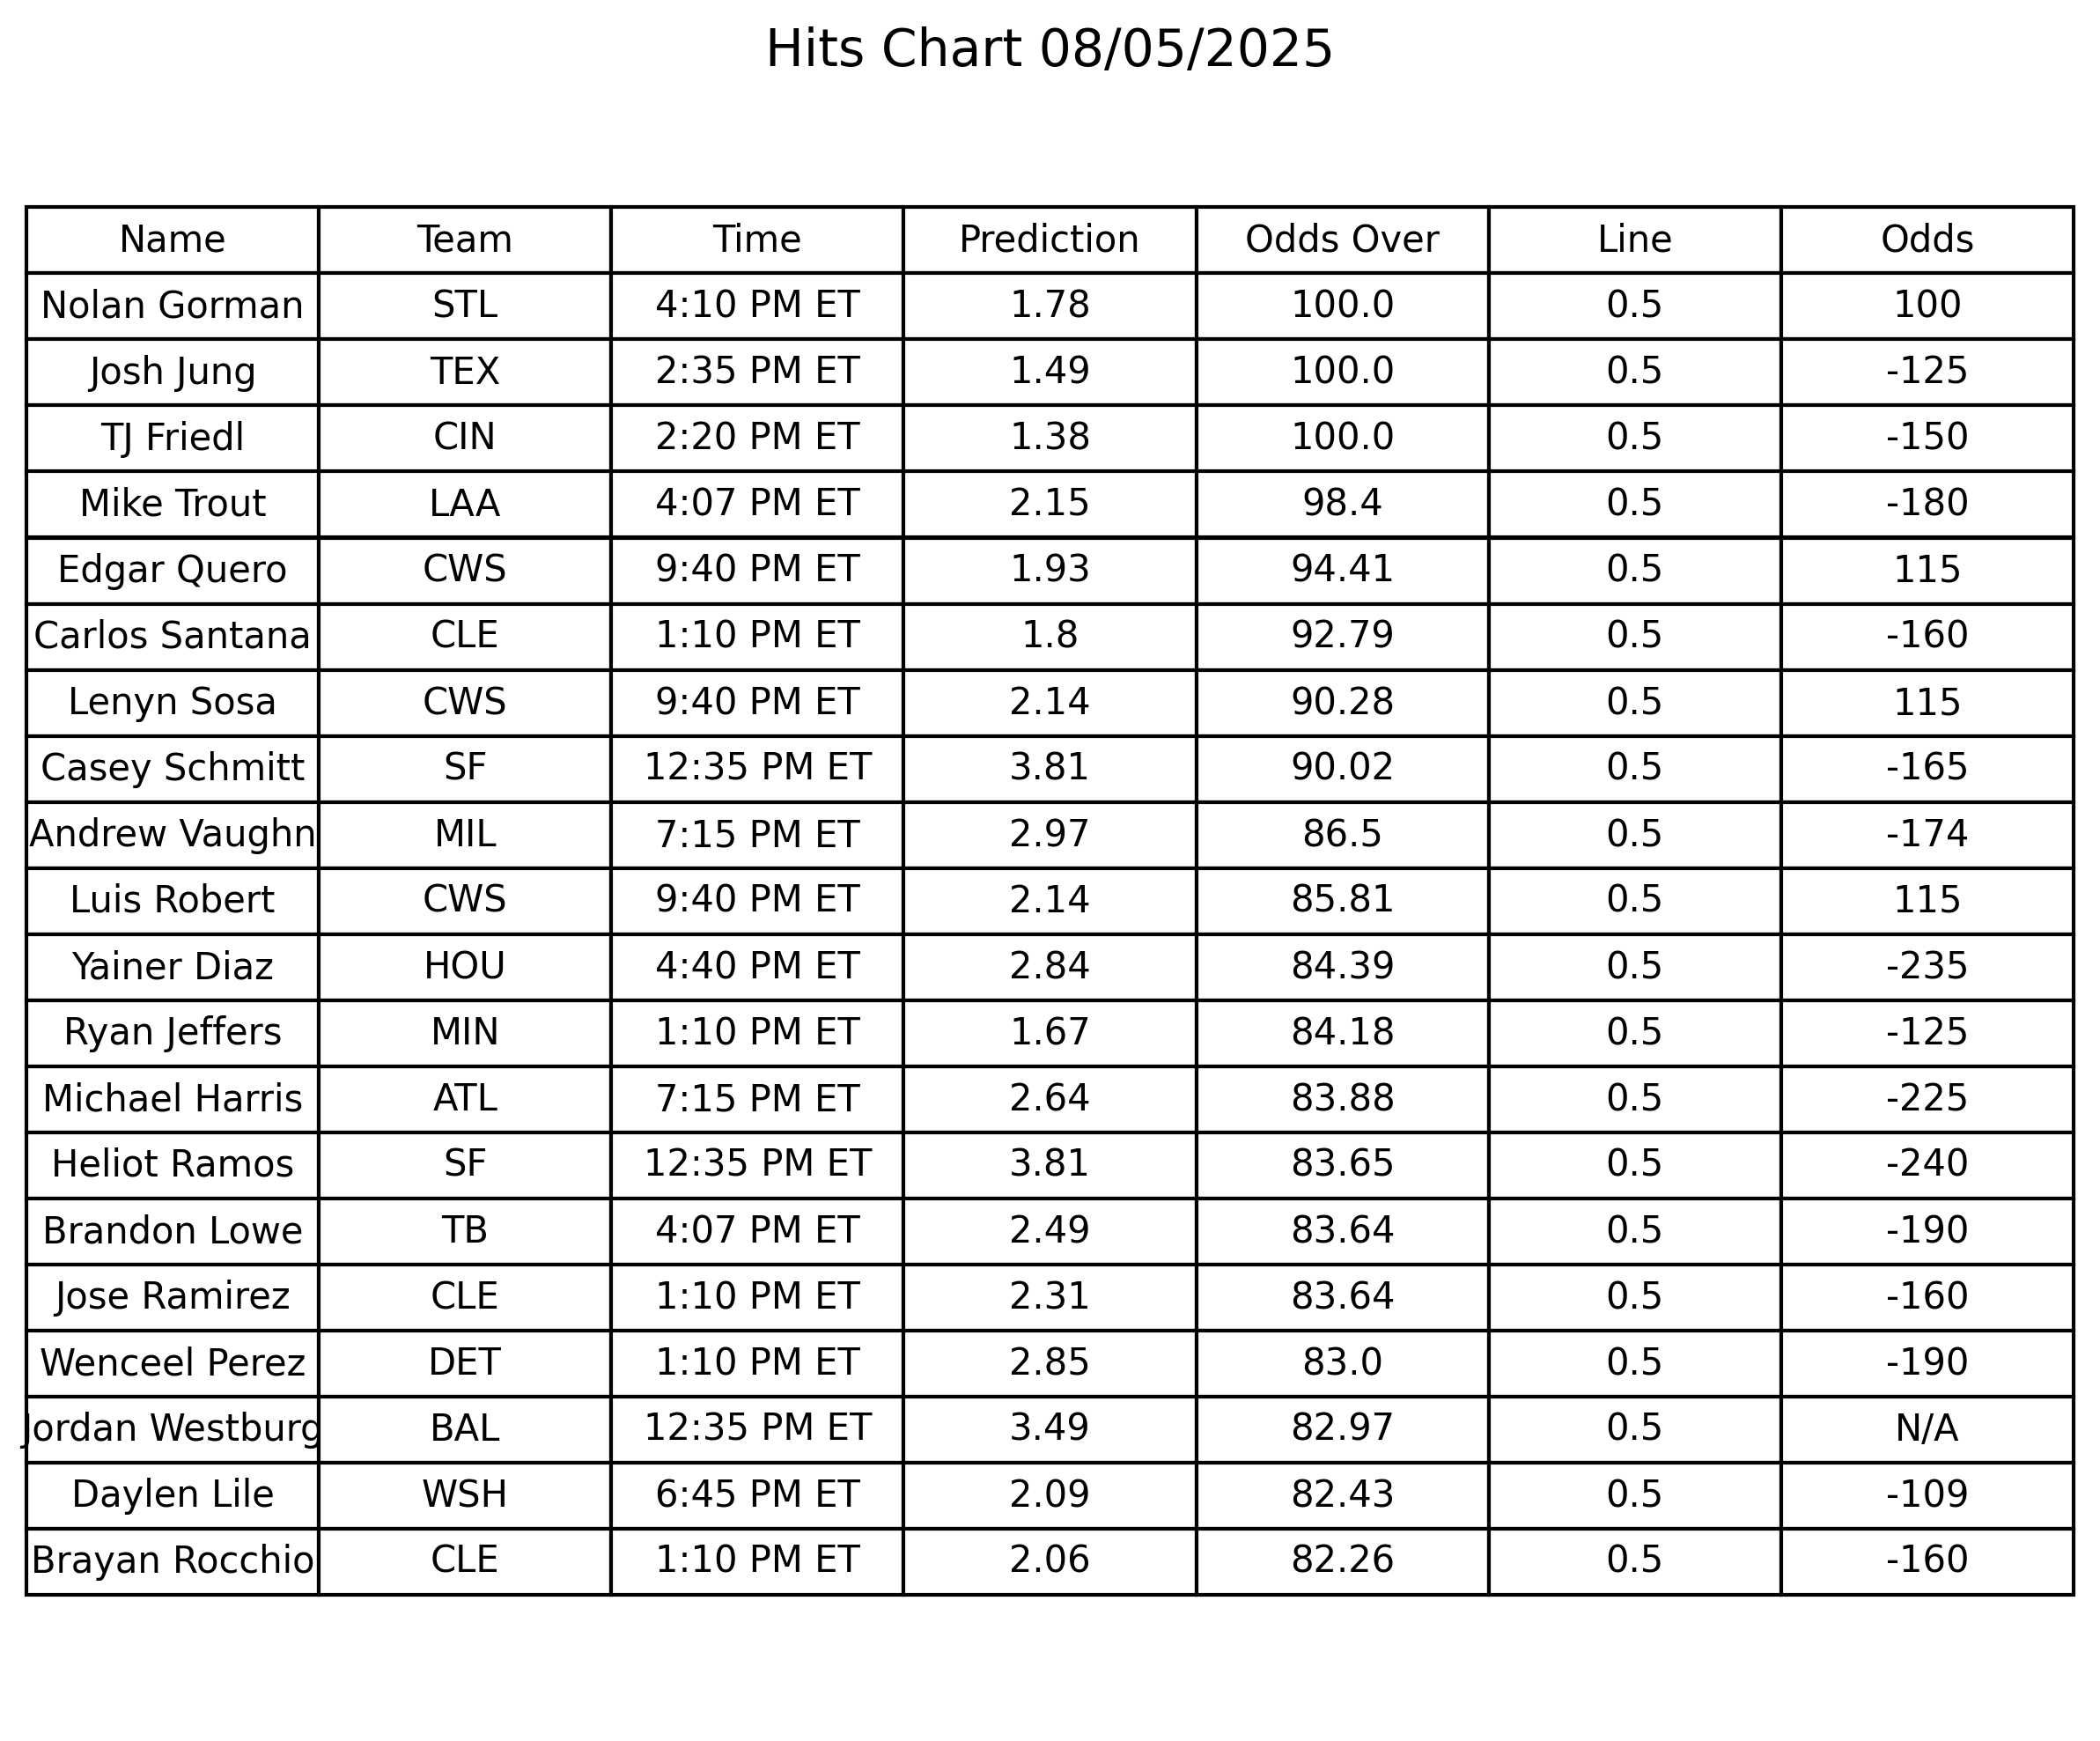 Hits Chart 08/05/2025
Name Team Time Prediction Odds Over Line Odds
Nolan Gorman STL 4:10 PM ET 1.78 100.0 0.5 100
Josh Jung TEX 2:35 PM ET 1.49 100.0 0.5 -125
TJ Friedl CIN 2:20 PM ET 1.38 100.0 0.5 -150
Mike Trout LAA 4:07 PM ET 2.15 98.4 0.5 -180
Edgar Quero CWS 9:40 PM ET 1.93 94.41 0.5 115
Carlos Santana CLE 1:10 PM ET 1.8 92.79 0.5 -160
Lenyn Sosa CWS 9:40 PM ET 2.14 90.28 0.5 115
Casey Schmitt SF 12:35 PM ET 3.81 90.02 0.5 -165
Andrew Vaughn MIL 7:15 PM ET 2.97 86.5 0.5 -174
Luis Robert CWS 9:40 PM ET 2.14 85.81 0.5 115
Yainer Diaz HOU 4:40 PM ET 2.84 84.39 0.5 -235
Ryan Jeffers MIN 1:10 PM ET 1.67 84.18 0.5 -125
Michael Harris ATL 7:15 PM ET 2.64 83.88 0.5 -225
Heliot Ramos SF 12:35 PM ET 3.81 83.65 0.5 -240
Brandon Lowe TB 4:07 PM ET 2.49 83.64 0.5 -190
Jose Ramirez CLE 1:10 PM ET 2.31 83.64 0.5 -160
Wenceel Perez DET 1:10 PM ET 2.85 83.0 0.5 -190
Jordan Westburg BAL 12:35 PM ET 3.49 82.97 0.5 N/A
Daylen Lile WSH 6:45 PM ET 2.09 82.43 0.5 -109
Brayan Rocchio CLE 1:10 PM ET 2.06 82.26 0.5 -160